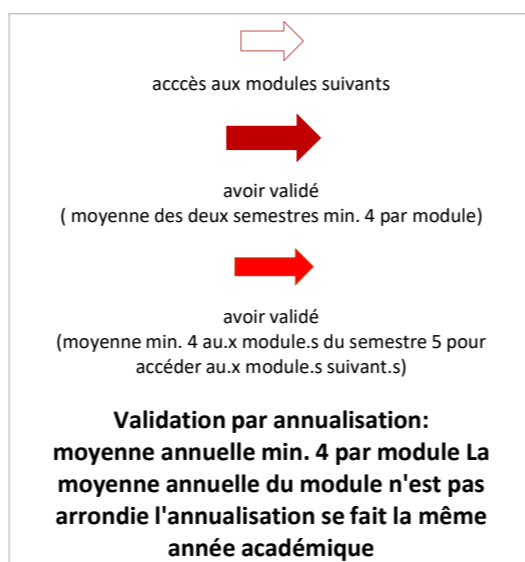 acccès aux modules suivants
avoir validé
( moyenne des deux semestres min. 4 par module)
avoir validé
(moyenne min. 4 au.x module.s du semestre 5 pour
accéder au.x module.s suivant.s)
Validation par annualisation:
moyenne annuelle min. 4 par module La
moyenne annuelle du module n'est pas
arrondie l'annualisation se fait la même
année académique